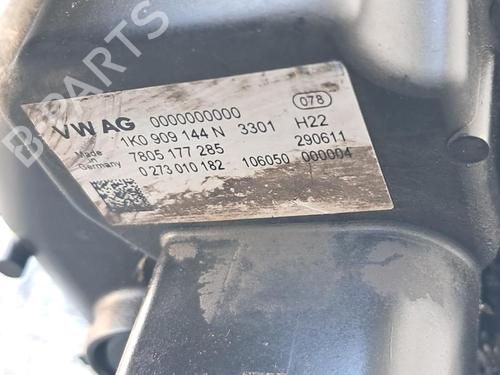 B-PARTS
VW AG 0000000000 078
1K0 909 144 N 3301 H22
Made in Germany 7805 177 285 290611
0 273 010 182 106050 000004